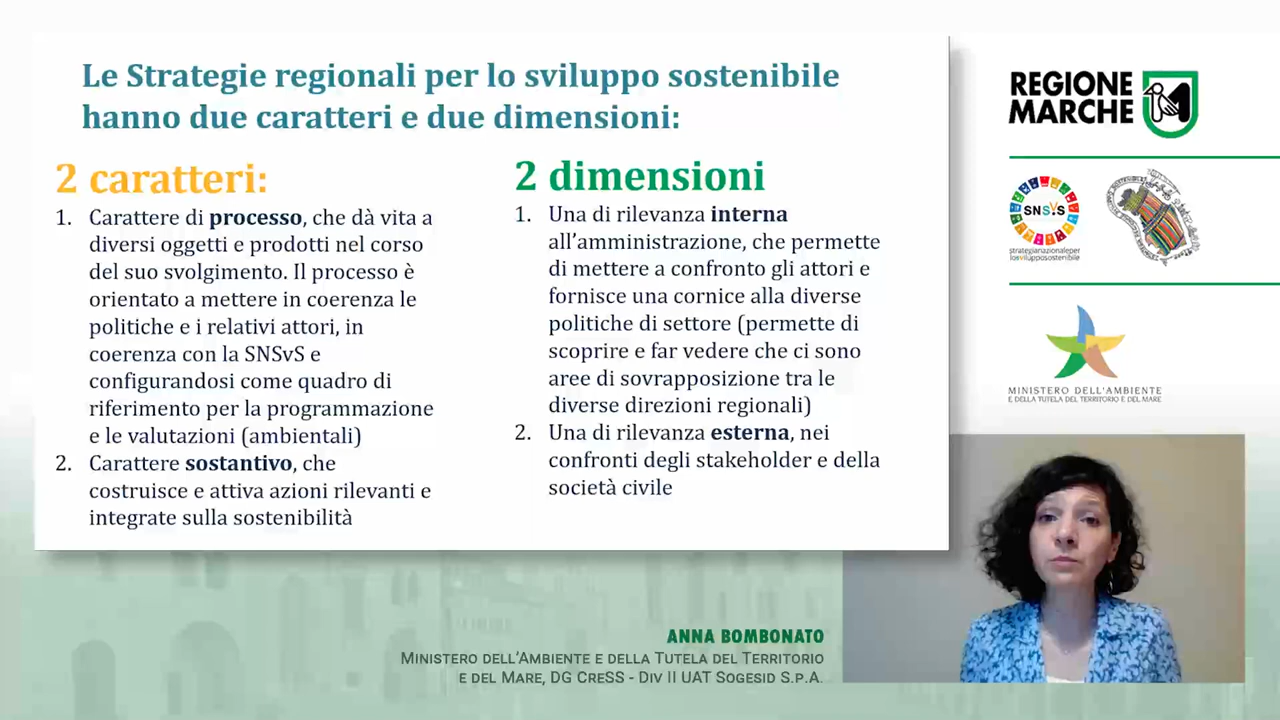 Le Strategie regionali per lo sviluppo sostenibile
hanno due caratteri e due dimensioni:
2 caratteri:
1. Carattere di processo, che dà vita a
diversi oggetti e prodotti nel corso
del suo svolgimento. Il processo è
orientato a mettere in coerenza le
politiche e i relativi attori, in
coerenza con la SNSvS e
configurandosi come quadro di
riferimento per la programmazione
e le valutazioni (ambientali)
2. Carattere sostantivo, che
costruisce e attiva azioni rilevanti e
integrate sulla sostenibilità
2 dimensioni
1. Una di rilevanza interna
all’amministrazione, che permette
di mettere a confronto gli attori e
fornisce una cornice alla diverse
politiche di settore (permette di
scoprire e far vedere che ci sono
aree di sovrapposizione tra le
diverse direzioni regionali)
2. Una di rilevanza esterna, nei
confronti degli stakeholder e della
società civile
REGIONE
MARCHE
SNSVS
strategianazionaleper
losvilupposostenibile
MINISTERO DELL'AMBIENTE
E DELLA TUTELA DEL TERRITORIO E DEL MARE
ANNA BOMBONATO
MINISTERO DELL'AMBIENTE E DELLA TUTELA DEL TERRITORIO
E DEL MARE, DG CRESS - DIV II UAT SOGESID S.P.A.